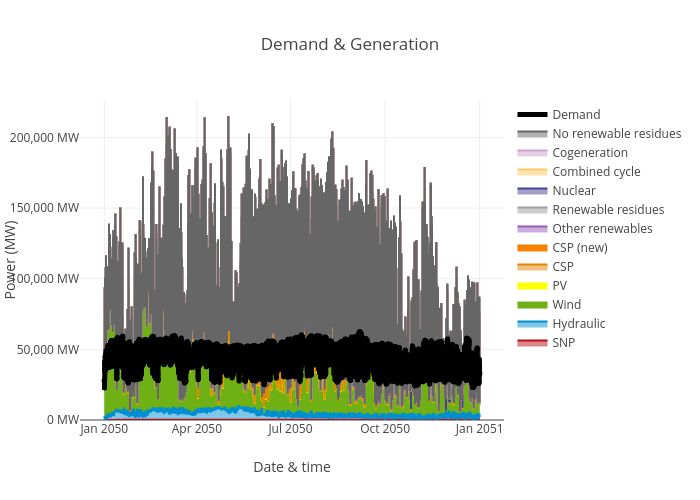 Demand & Generation
200,000 MW
150,000 MW
100,000 MW
50,000 MW
0 MW
Power (MW)
Jan 2050
Apr 2050
Jul 2050
Oct 2050
Jan 2051
Date & time
Demand
No renewable residues
Cogeneration
Combined cycle
Nuclear
Renewable residues
Other renewables
CSP (new)
CSP
PV
Wind
Hydraulic
SNP